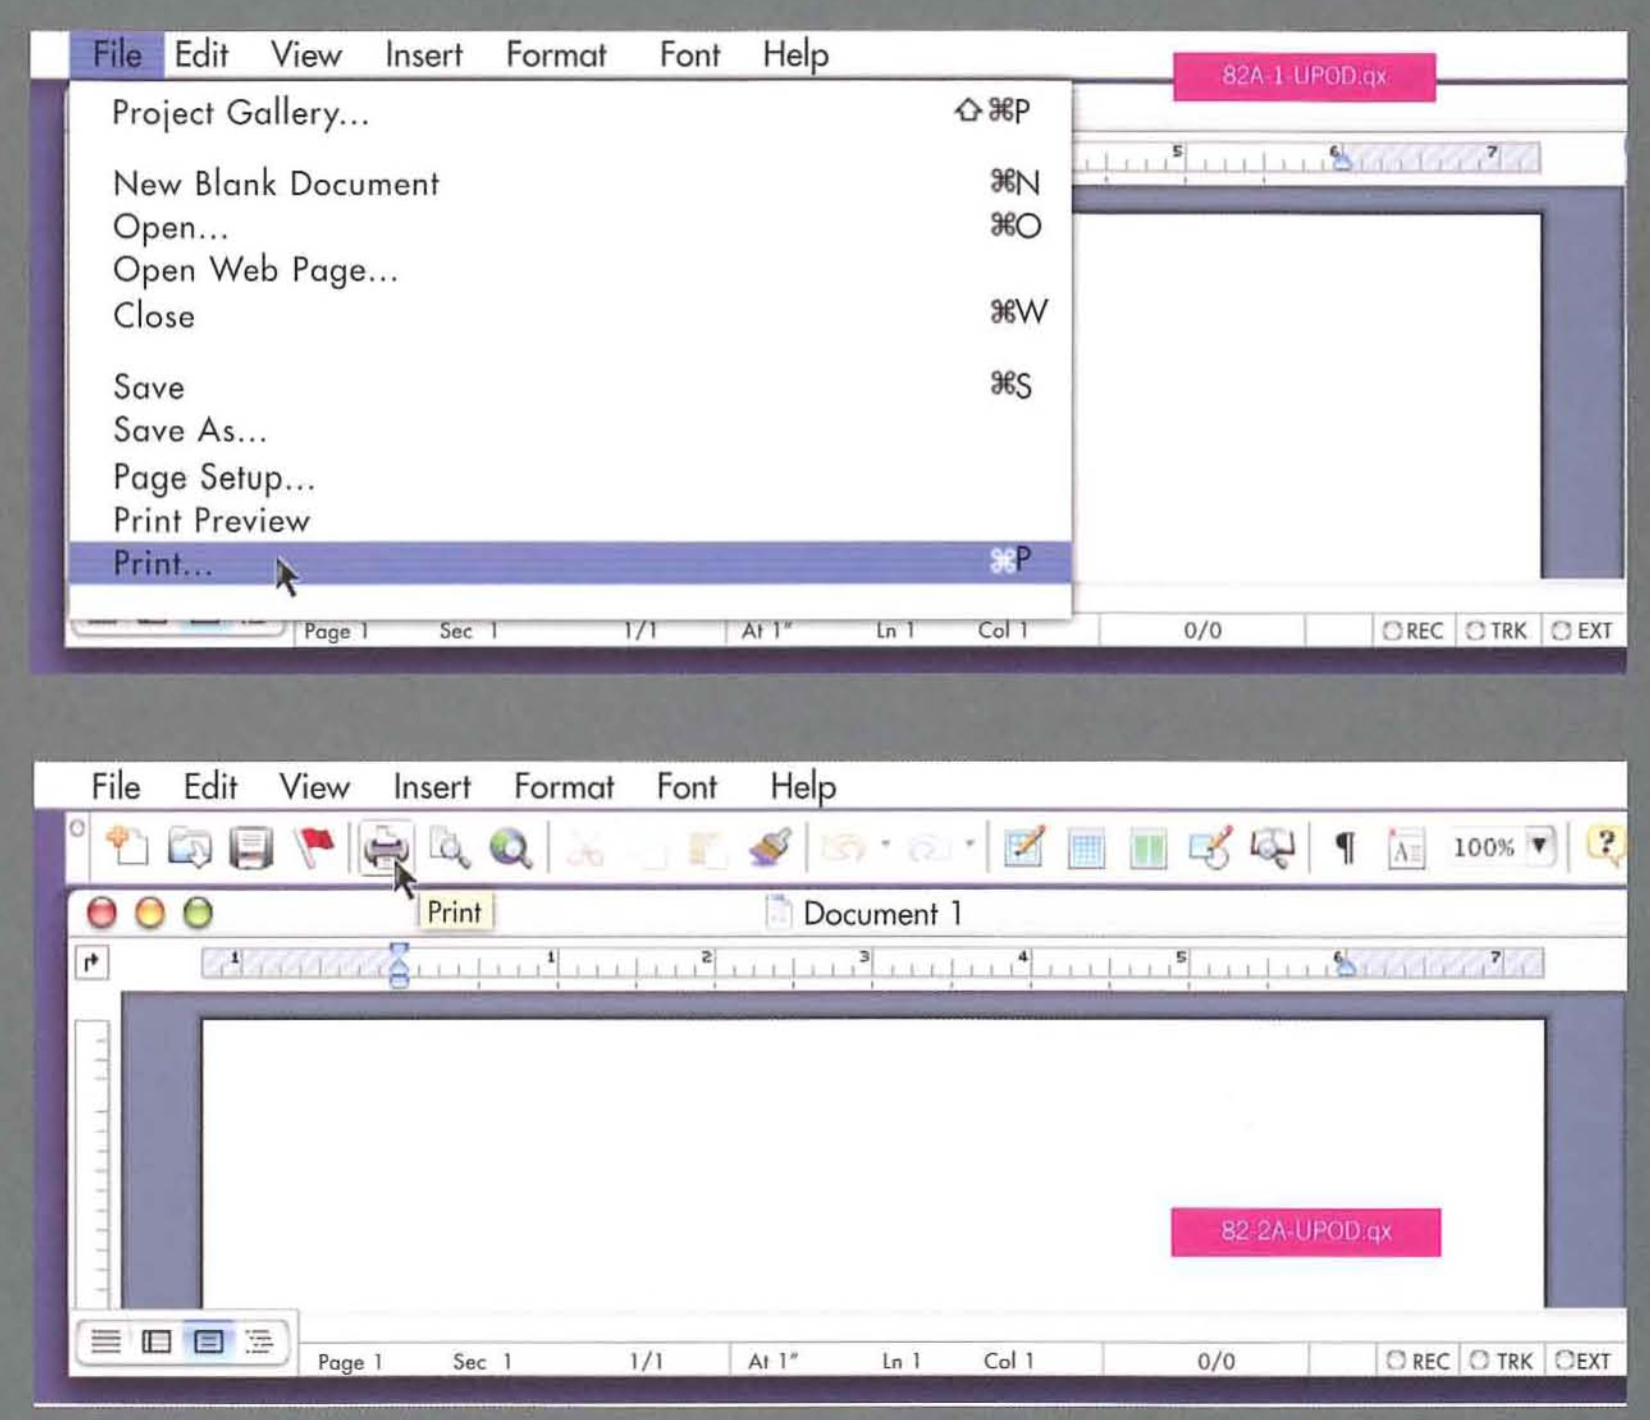 File Edit View Insert Format Font Help
82A-1-UPOD.qx
Project Gallery... ⇧⌘P
5 6 7
New Blank Document ⌘N
Open... ⌘O
Open Web Page...
Close ⌘W
Save ⌘S
Save As...
Page Setup...
Print Preview
Print... ⌘P
Page 1 Sec 1 1/1 At 1" Ln 1 Col 1 0/0 REC TRK EXT
File Edit View Insert Format Font Help
¶ A 100% ?
Print Document 1
1 1 2 3 4 5 6 7
82-2A-UPOD.qx
Page 1 Sec 1 1/1 At 1" Ln 1 Col 1 0/0 REC TRK EXT